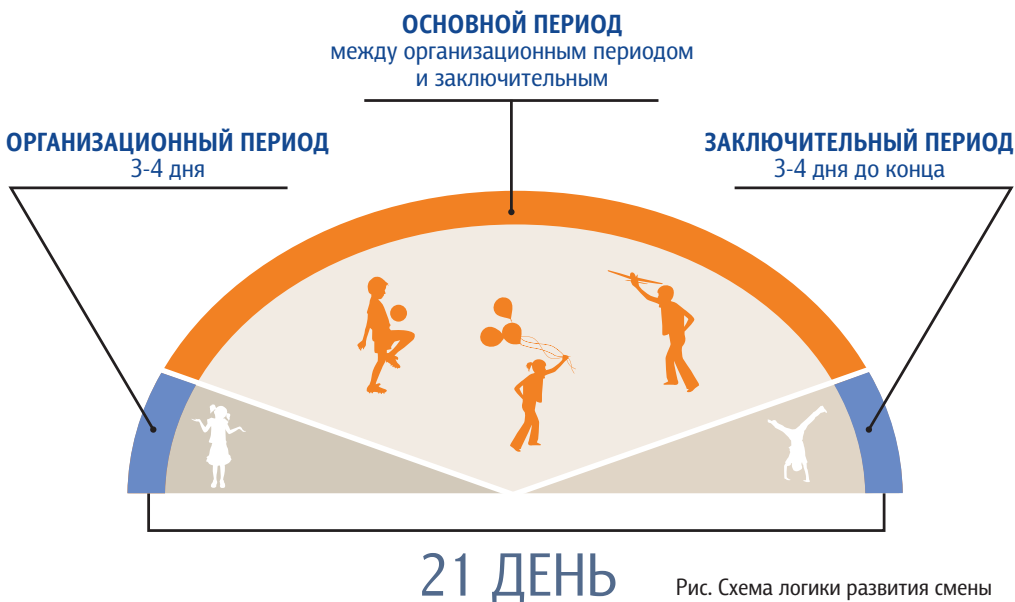 ОСНОВНОЙ ПЕРИОД
между организационным периодом
и заключительным
ОРГАНИЗАЦИОННЫЙ ПЕРИОД
3-4 дня
ЗАКЛЮЧИТЕЛЬНЫЙ ПЕРИОД
3-4 дня до конца
21 ДЕНЬ
Рис. Схема логики развития смены